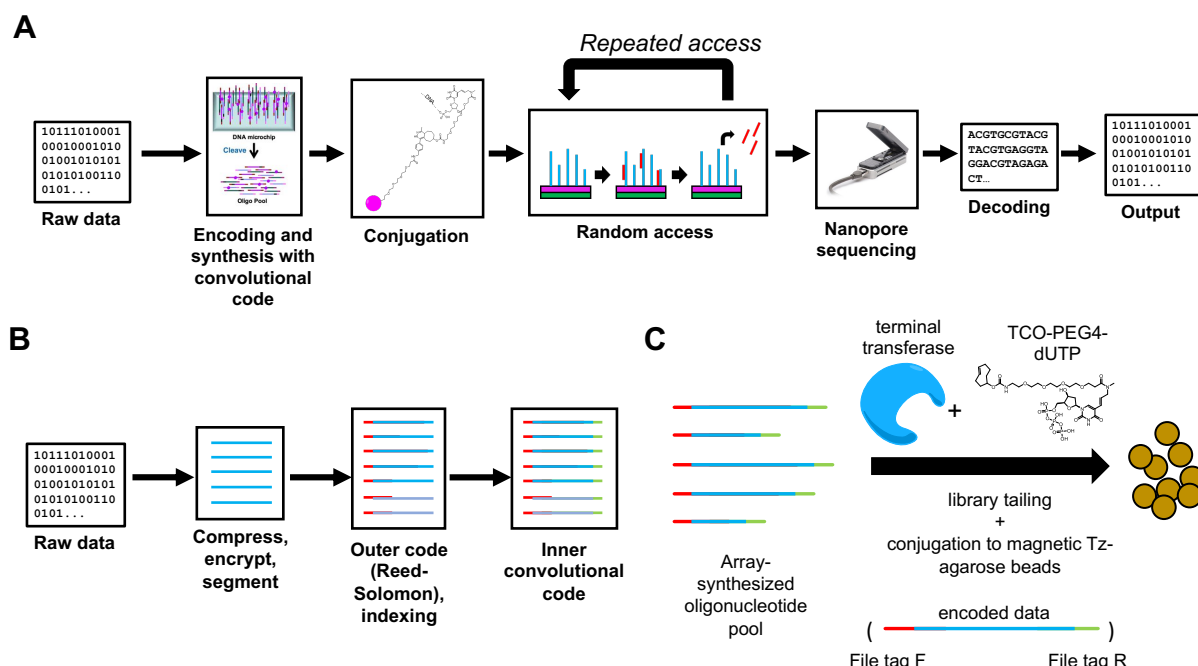 A
Repeated access
10111010001
00010001010
01001010101
01010100110
0101...
Raw data
DNA microchip
Cleave
Oligo Pool
Encoding and
synthesis with
convolutional
code
DNA
Conjugation
Random access
Nanopore
sequencing
ACGTGCGTACG
TACGTGAGGTA
GGACGTAGAGA
CT…
Decoding
10111010001
00010001010
01001010101
01010100110
0101...
Output
B
10111010001
00010001010
01001010101
01010100110
0101...
Raw data
Compress,
encrypt,
segment
Outer code
(Reed-
Solomon),
indexing
Inner
convolutional
code
C
terminal
transferase
+
TCO-PEG4-
dUTP
Array-
synthesized
oligonucleotide
pool
library tailing
+
conjugation to magnetic Tz-
agarose beads
( encoded data )
File tag F File tag R